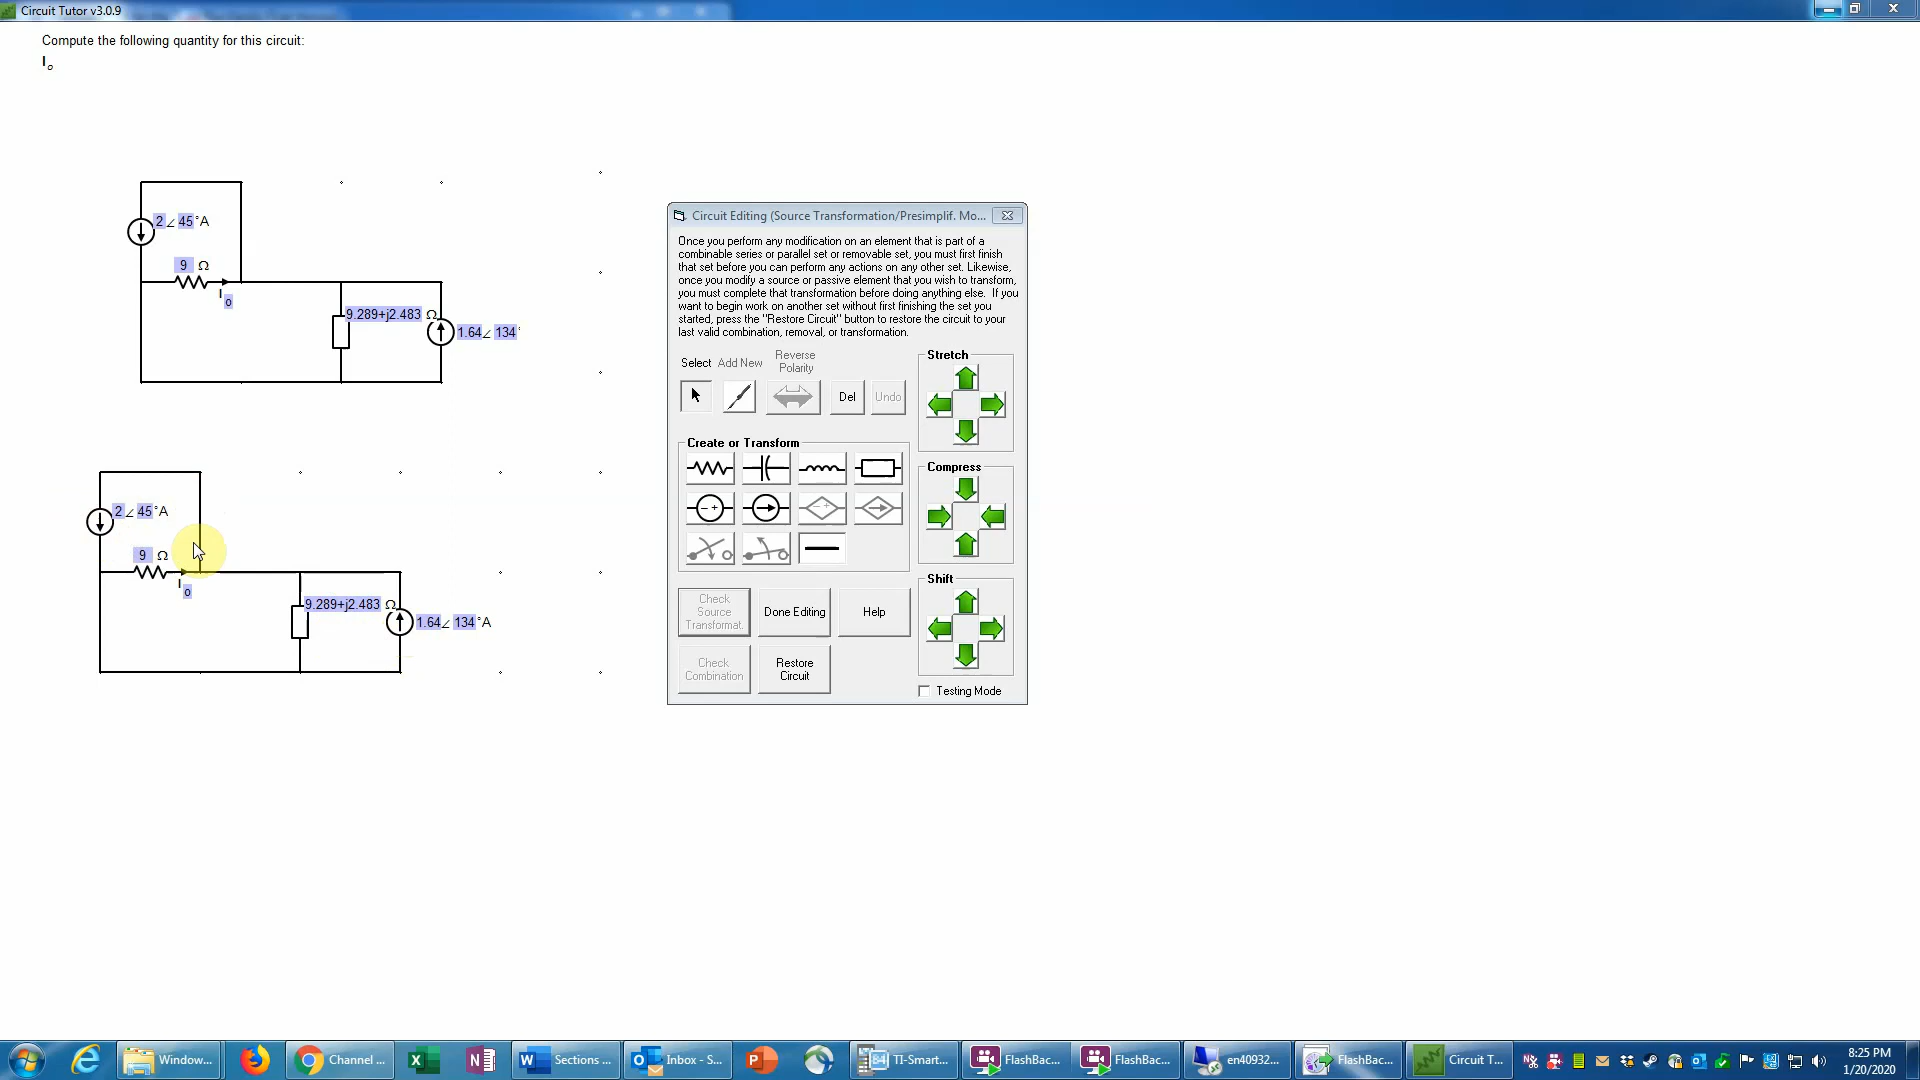 Circuit Tutor v3.0.9
Compute the following quantity for this circuit:
Io
2∠ 45°A
9 Ω
Io
9.289+j2.483 Ω
1.64∠ 134°
2∠ 45°A
9 Ω
Io
9.289+j2.483 Ω
1.64∠ 134°A
Circuit Editing (Source Transformation/Presimplif. Mo...
Once you perform any modification on an element that is part of a
combinable series or parallel set or removable set, you must first finish
that set before you can perform any actions on any other set. Likewise,
once you modify a source or passive element that you wish to transform,
you must complete that transformation before doing anything else. If you
want to begin work on another set without first finishing the set you
started, press the "Restore Circuit" button to restore the circuit to your
last valid combination, removal, or transformation.
Select
Add New
Reverse
Polarity
Del
Undo
Create or Transform
Check
Source
Transformat.
Done Editing
Help
Check
Combination
Restore
Circuit
Stretch
Compress
Shift
Testing Mode
Window...
Channel ...
Sections ...
Inbox - S...
TI-Smart...
FlashBac...
FlashBac...
en40932...
FlashBac...
Circuit T...
8:25 PM
1/20/2020